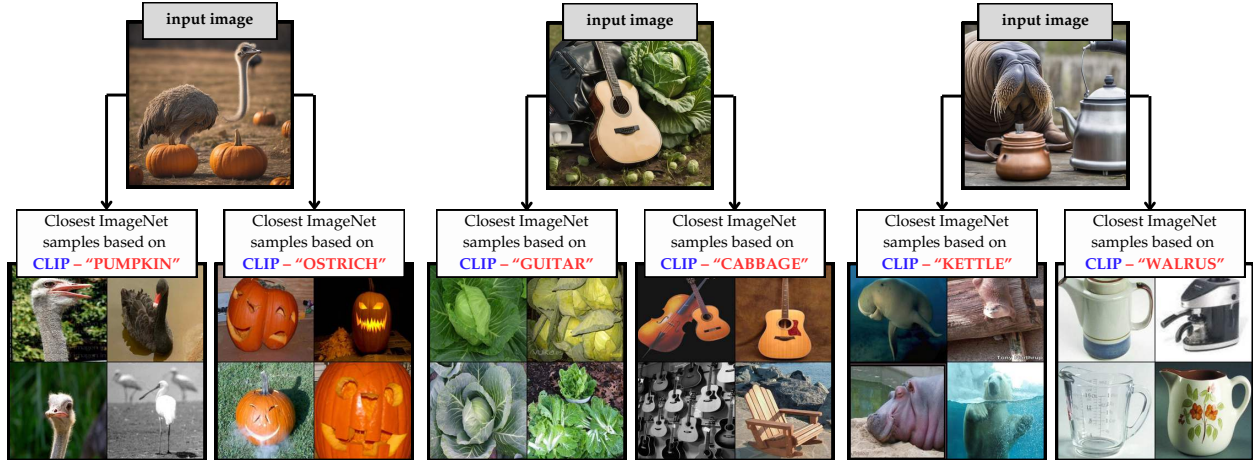 input image
input image
input image
Closest ImageNet
samples based on
CLIP – “PUMPKIN”
Closest ImageNet
samples based on
CLIP – “OSTRICH”
Closest ImageNet
samples based on
CLIP – “GUITAR”
Closest ImageNet
samples based on
CLIP – “CABBAGE”
Closest ImageNet
samples based on
CLIP – “KETTLE”
Closest ImageNet
samples based on
CLIP – “WALRUS”